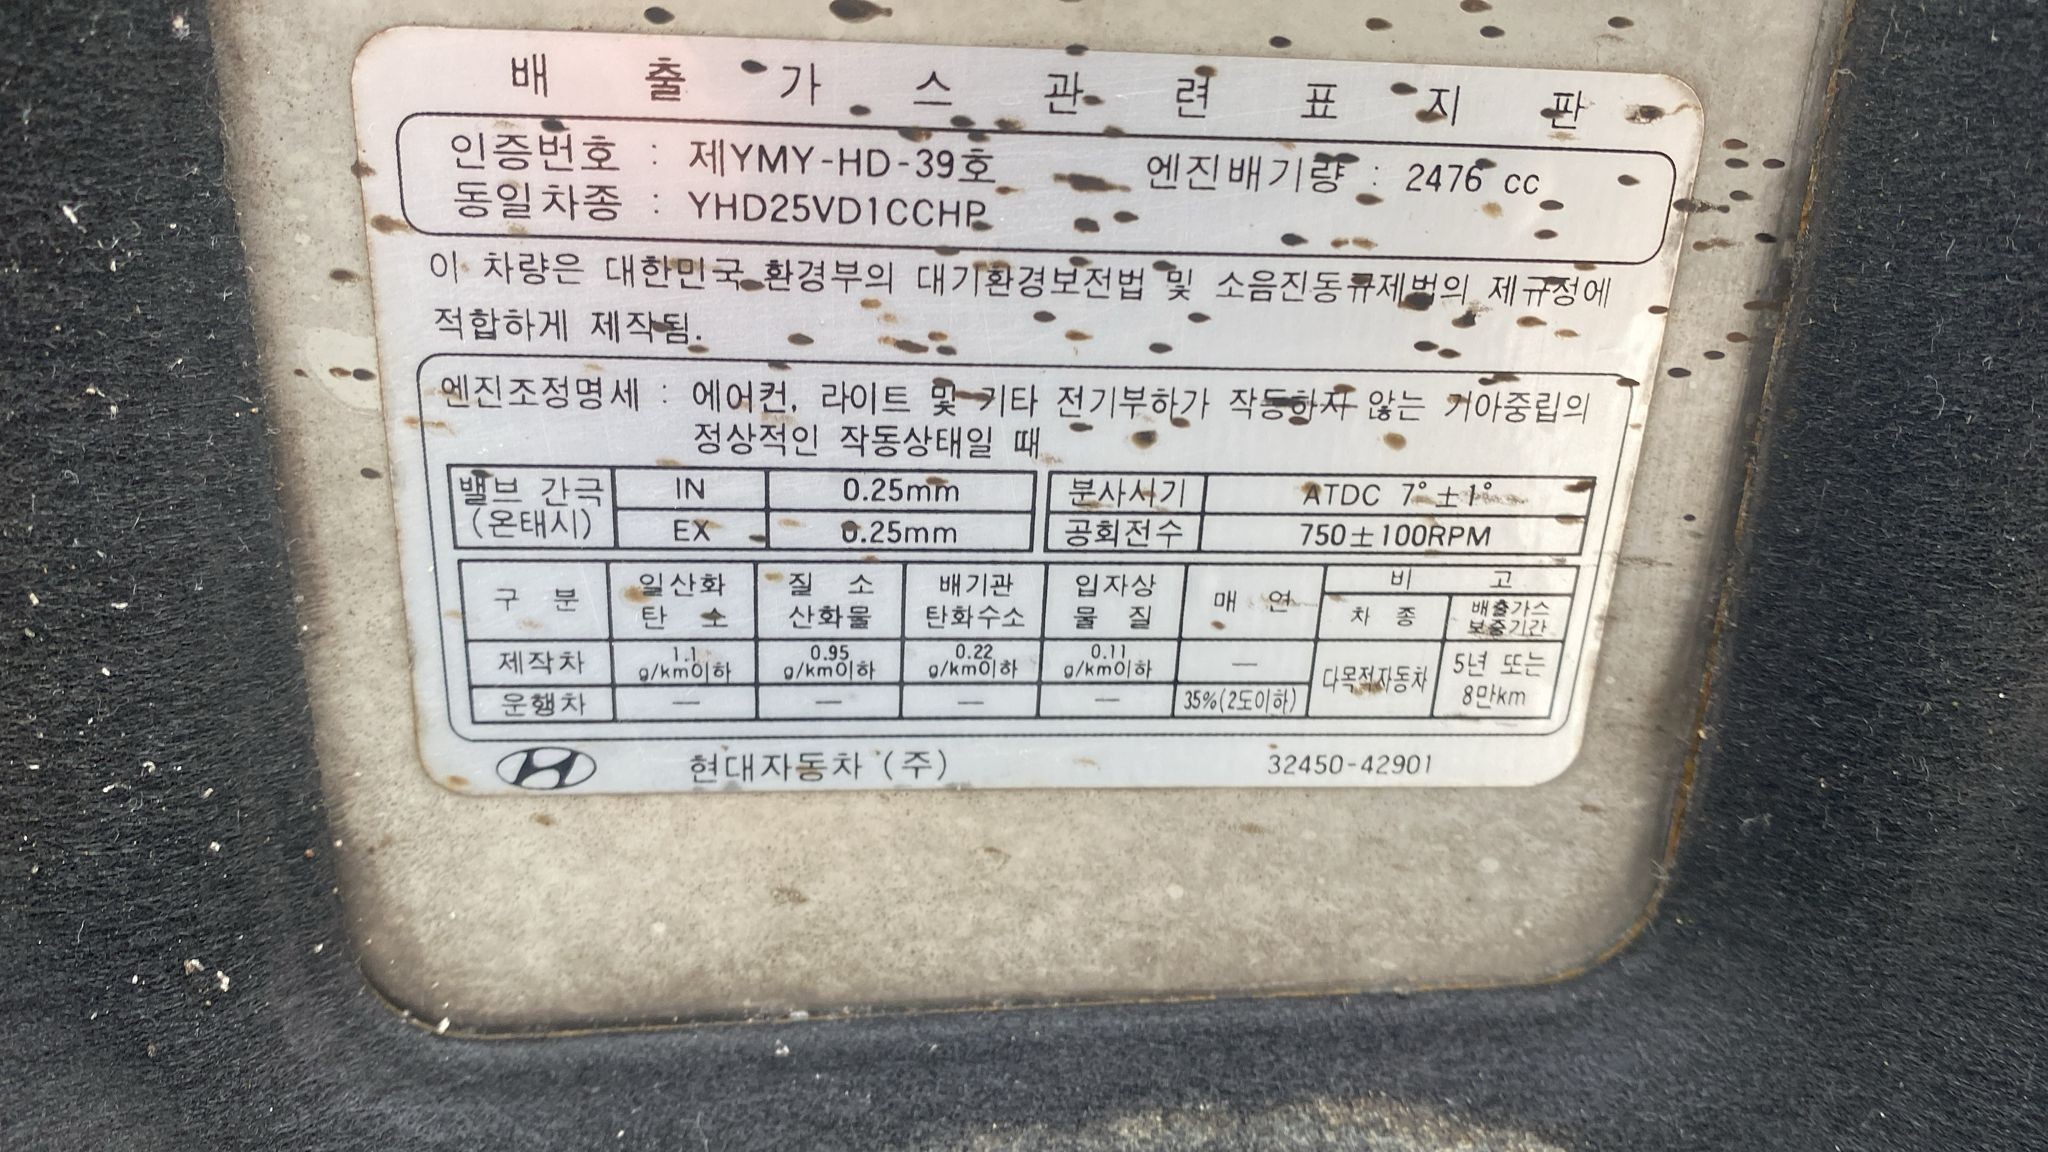 배출가스관련표지판
인증번호 : 제YMY-HD-39호 엔진배기량 : 2476 cc
동일차종 : YHD25VD1CCHP
이 차량은 대한민국 환경부의 대기환경보전법 및 소음진동규제법의 제규정에
적합하게 제작됨.
엔진조정명세 : 에어컨, 라이트 및 기타 전기부하가 작동하지 않는 기아중립의
정상적인 작동상태일 때
밸브 간극 (온태시) IN 0.25mm 분사시기 ATDC 7° ±1°
EX 0.25mm 공회전수 750±100RPM
구 분 일산화 탄 소 질 소 산화물 배기관 탄화수소 입자상 물 질 매 연 비 고
차 종 배출가스 보증기간
제작차 1.1 g/km이하 0.95 g/km이하 0.22 g/km이하 0.11 g/km이하 — 다목적자동차 5년 또는 8만km
운행차 — — — — 35%(2도이하)
현대자동차 (주) 32450-42901